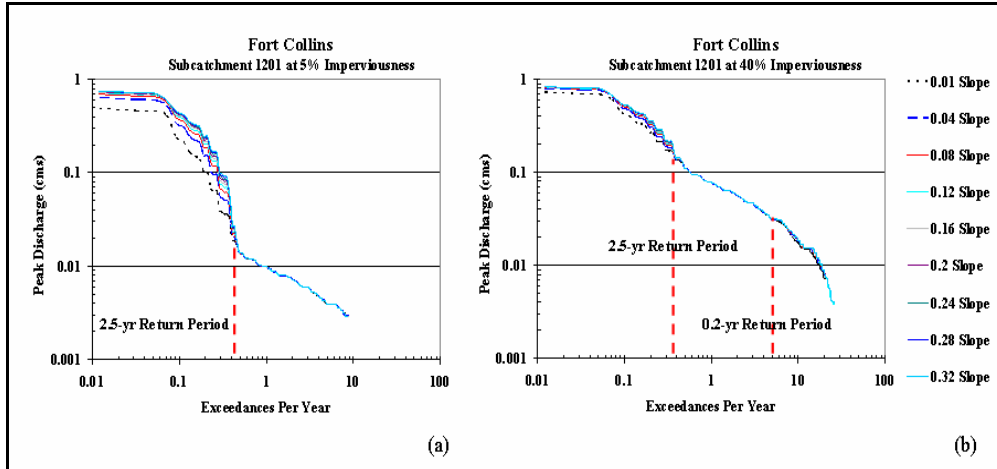 Fort Collins
Subcatchment 1201 at 5% Imperviousness
Peak Discharge (cms)
1
0.1
0.01
0.001
2.5-yr Return Period
0.01 0.1 1 10 100
Exceedances Per Year
(a)
Fort Collins
Subcatchment 1201 at 40% Imperviousness
Peak Discharge (cms)
1
0.1
0.01
0.001
2.5-yr Return Period
0.2-yr Return Period
0.01 0.1 1 10 100
Exceedances Per Year
(b)
0.01 Slope
0.04 Slope
0.08 Slope
0.12 Slope
0.16 Slope
0.2 Slope
0.24 Slope
0.28 Slope
0.32 Slope